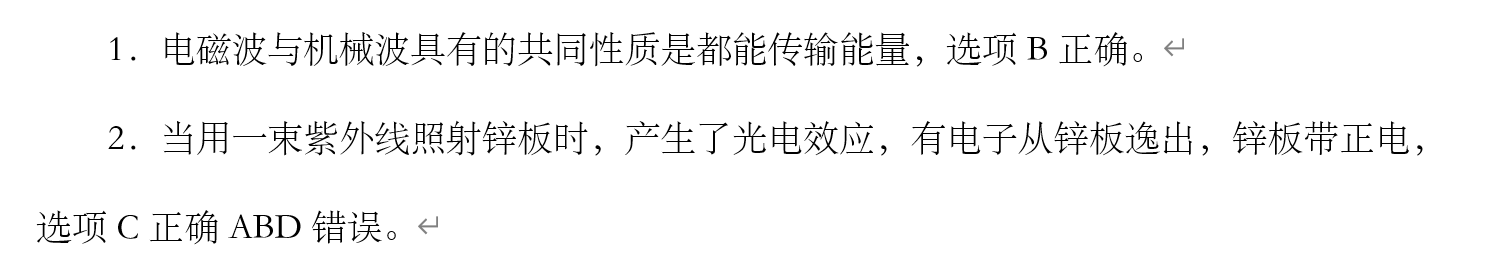 1．电磁波与机械波具有的共同性质是都能传输能量，选项 B 正确。↵
2．当用一束紫外线照射锌板时，产生了光电效应，有电子从锌板逸出，锌板带正电，
选项 C 正确 ABD 错误。↵